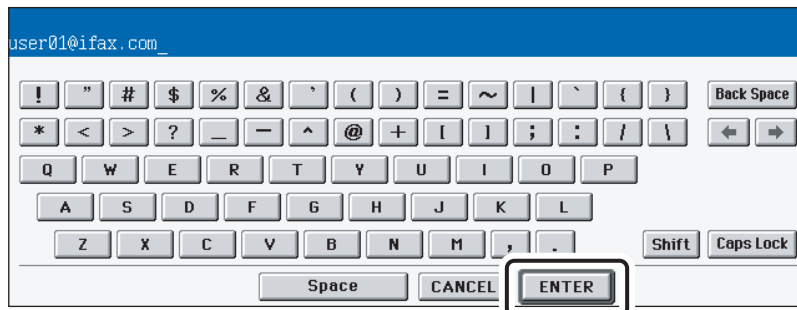 user01@ifax.com_
! " # $ % & ' ( ) = ~ | ` { } Back Space
* < > ? _ - ^ @ + [ ] ; : / \ ← →
Q W E R T Y U I O P
A S D F G H J K L
Z X C V B N M , . Shift Caps Lock
Space CANCEL ENTER